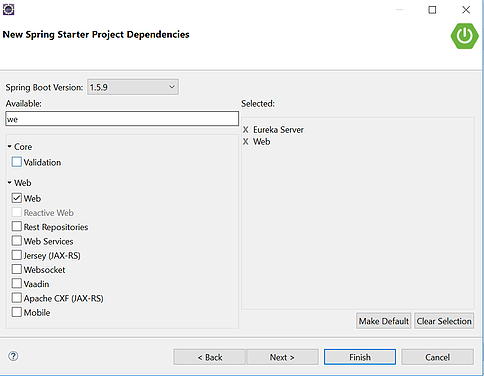 New Spring Starter Project Dependencies
Spring Boot Version: 1.5.9
Available:
Selected:
we
X Eureka Server
X Web
Core
Validation
Web
Web
Reactive Web
Rest Repositories
Web Services
Jersey (JAX-RS)
Websocket
Vaadin
Apache CXF (JAX-RS)
Mobile
Make Default
Clear Selection
?
< Back
Next >
Finish
Cancel